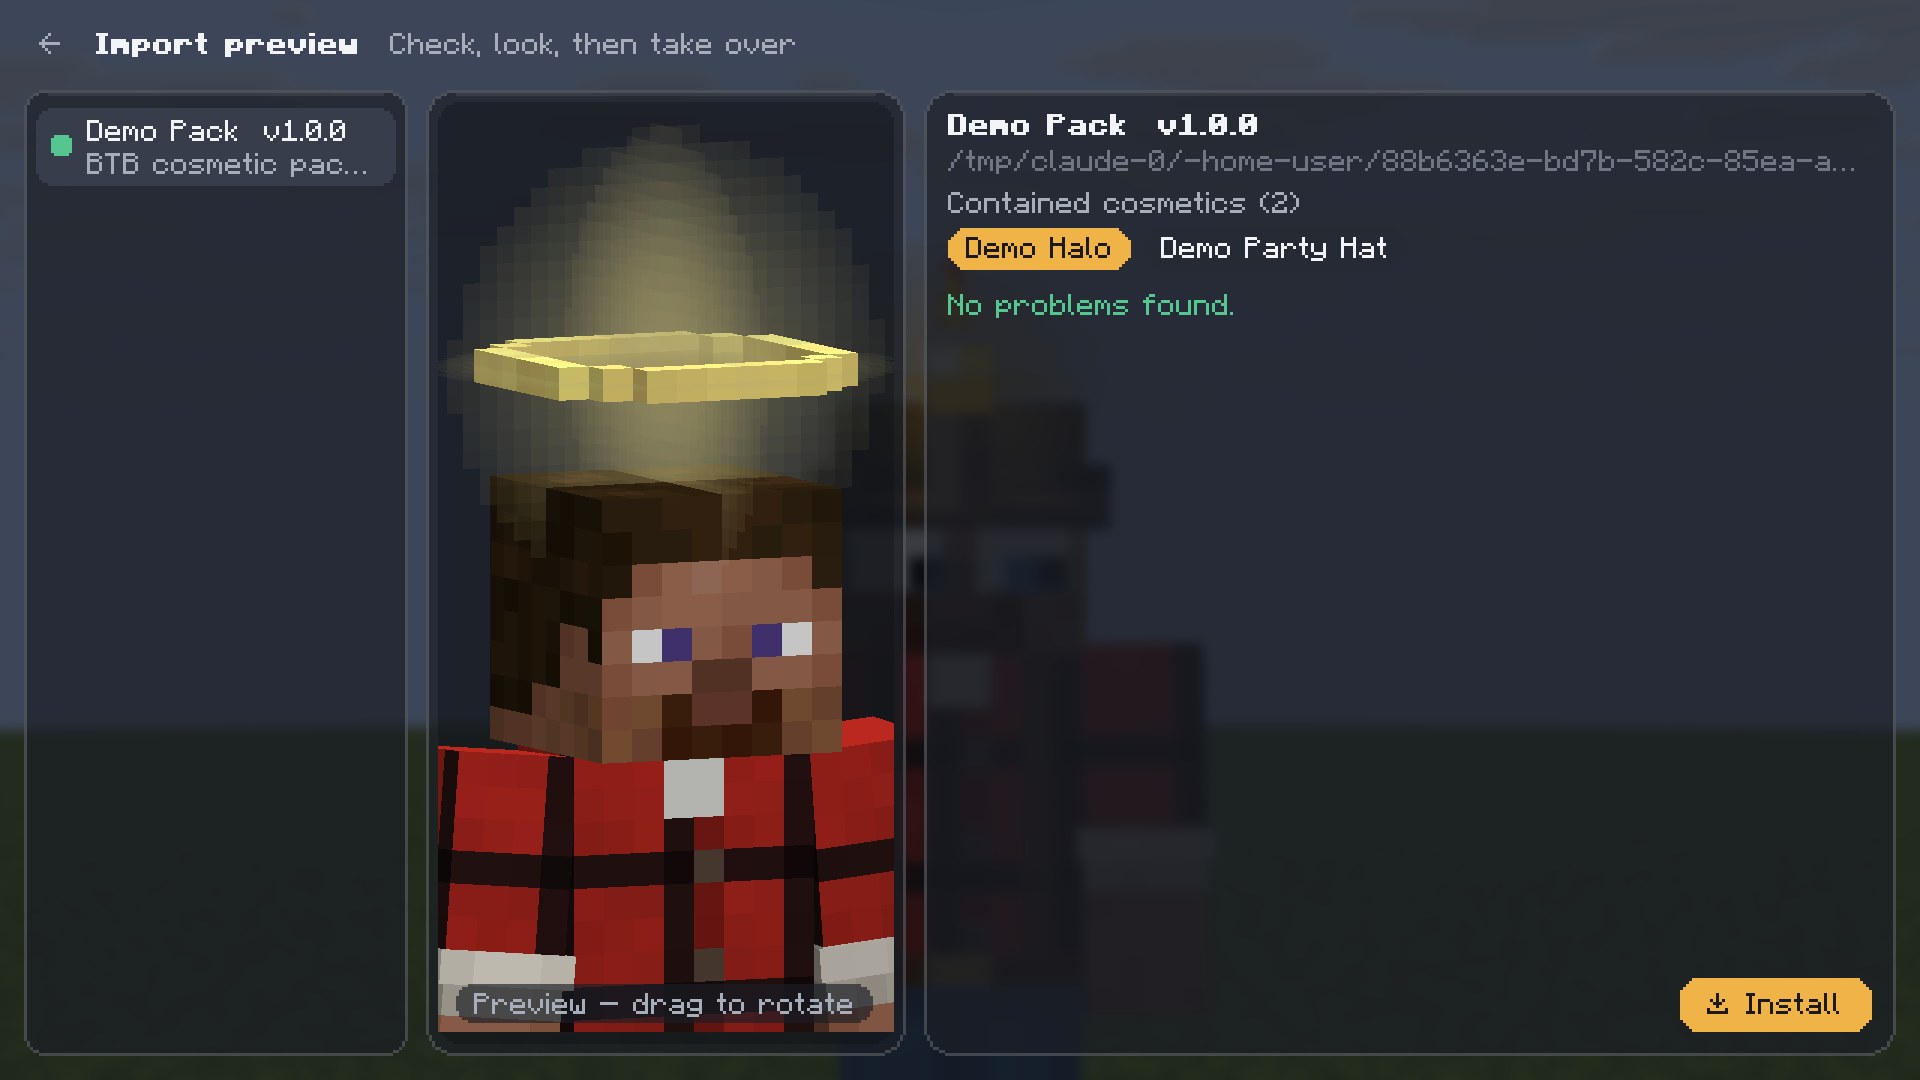 Import preview Check, look, then take over
Demo Pack v1.0.0
BTB cosmetic pac...
Preview — drag to rotate
Demo Pack v1.0.0
/tmp/claude-0/-home-user/88b6363e-bd7b-582c-85ea-a...
Contained cosmetics (2)
Demo Halo Demo Party Hat
No problems found.
Install